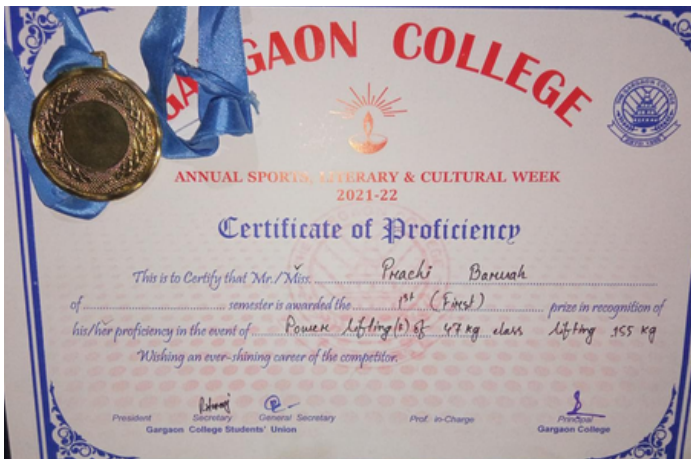 GARGAON COLLEGE
ANNUAL SPORTS, LITERARY & CULTURAL WEEK
2021-22
Certificate of Proficiency
This is to Certify that Mr./Miss. Prachi Baruah
of semester is awarded the 1st (First) prize in recognition of
his/her proficiency in the event of Power lifting(s) of 47 kg class lifting 155 kg
Wishing an ever-shining career of the competitor.
President Secretary General Secretary Prof. in-Charge Principal
Gargaon College Students' Union Gargaon College